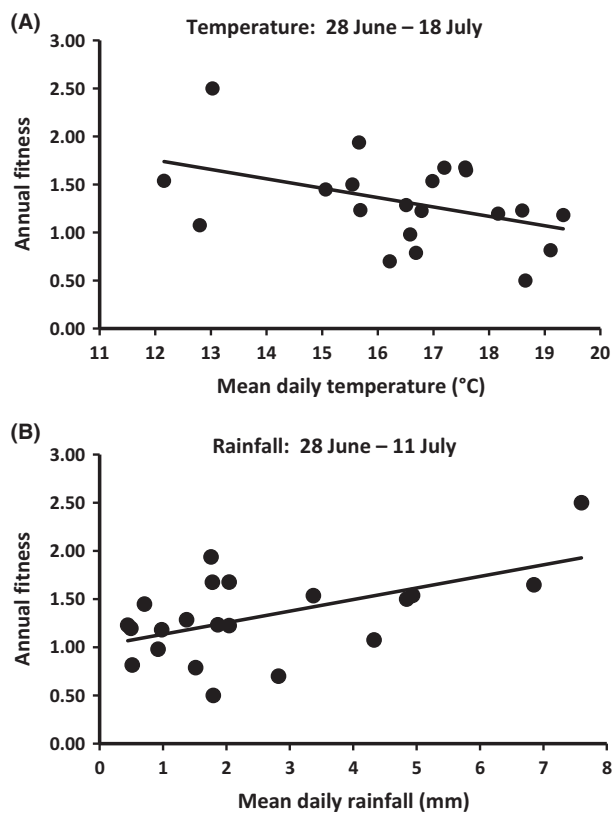 (A)
Temperature: 28 June – 18 July
3.00
2.50
2.00
1.50
1.00
0.50
0.00
Annual fitness
11 12 13 14 15 16 17 18 19 20
Mean daily temperature (°C)
(B)
Rainfall: 28 June – 11 July
3.00
2.50
2.00
1.50
1.00
0.50
0.00
Annual fitness
0 1 2 3 4 5 6 7 8
Mean daily rainfall (mm)